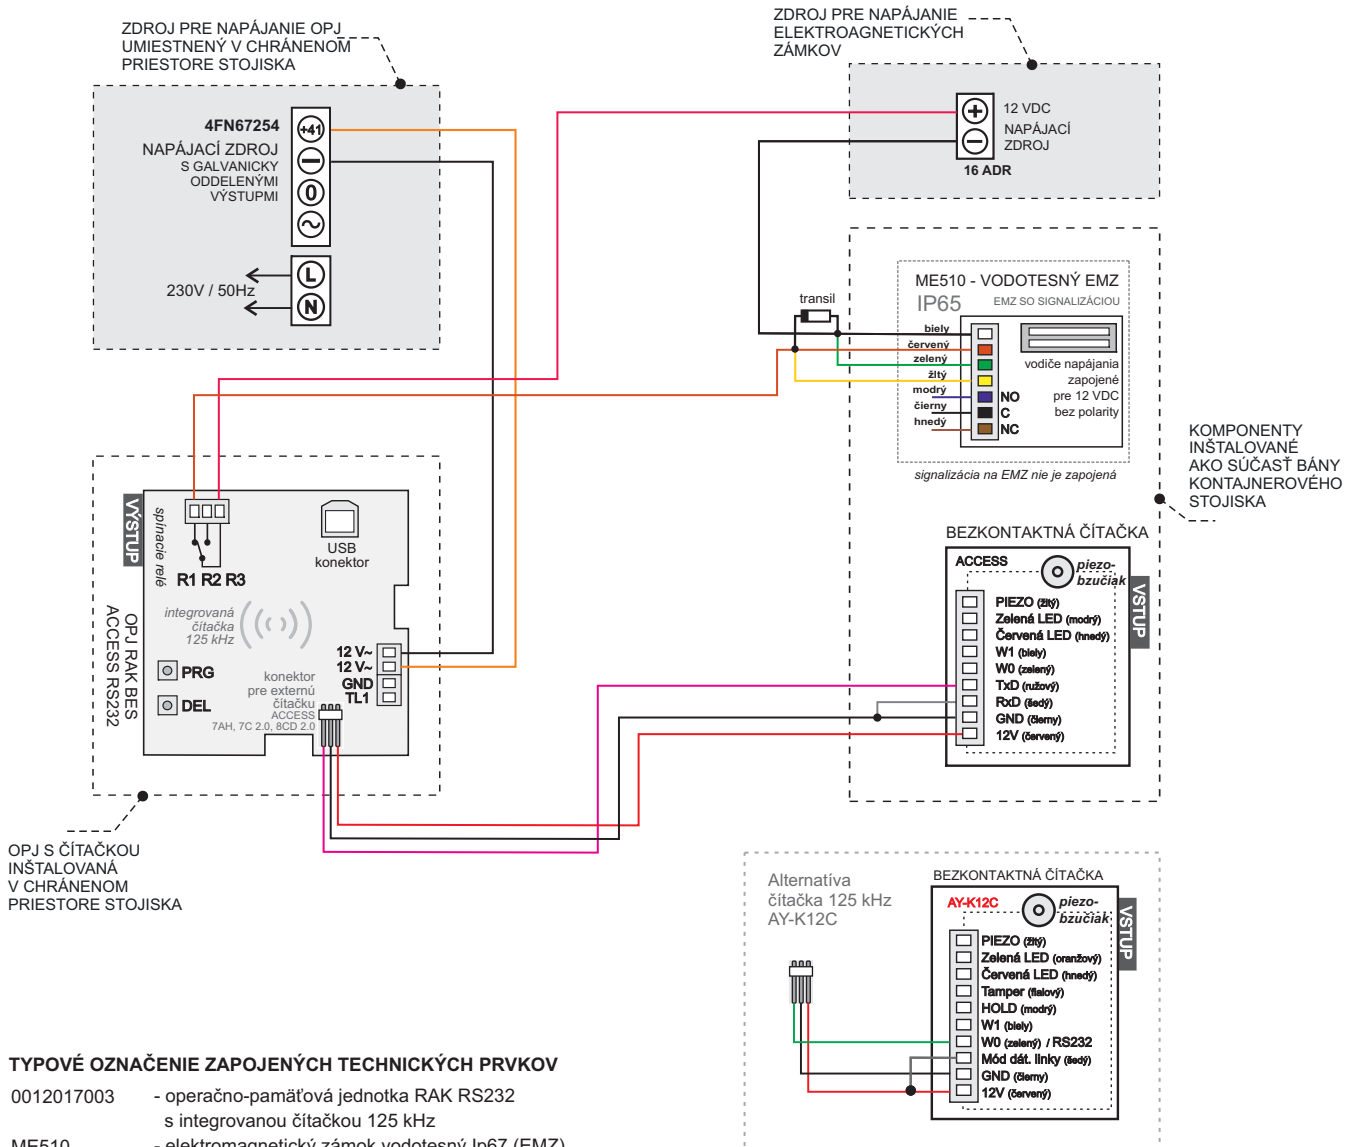 ZDROJ PRE NAPÁJANIE OPJ
UMIESTNENÝ V CHRÁNENOM
PRIESTORE STOJISKA
ZDROJ PRE NAPÁJANIE
ELEKTROAGNETICKÝCH
ZÁMKOV
4FN67254
NAPÁJACÍ ZDROJ
S GALVANICKY
ODDELENÝMI
VÝSTUPMI
+41
0
L
N
230V / 50Hz
12 VDC
NAPÁJACÍ
ZDROJ
16 ADR
ME510 - VODOTESNÝ EMZ
IP65
EMZ SO SIGNALIZÁCIOU
transil
biely
červený
zelený
žltý
modrý
čierny
hnedý
NO
C
NC
vodiče napájania
zapojené
pre 12 VDC
bez polarity
signalizácia na EMZ nie je zapojená
KOMPONENTY
INŠTALOVANÉ
AKO SÚČASŤ BÁNY
KONTAJNEROVÉHO
STOJISKA
VÝSTUP
spínacie relé
R1 R2 R3
USB
konektor
integrovaná
čítačka
125 kHz
OPJ RAK BES
ACCESS RS232
PRG
DEL
12 V~
12 V~
GND
TL1
konektor
pre externú
čítačku
ACCESS
7AH, 7C 2.0, 8CD 2.0
BEZKONTAKTNÁ ČÍTAČKA
ACCESS
piezo-
bzučiak
VSTUP
PIEZO (žltý)
Zelená LED (modrý)
Červená LED (hnedý)
W1 (biely)
W0 (zelený)
TxD (ružový)
RxD (šedý)
GND (čierny)
12V (červený)
OPJ S ČÍTAČKOU
INŠTALOVANÁ
V CHRÁNENOM
PRIESTORE STOJISKA
Alternatíva
čítačka 125 kHz
AY-K12C
BEZKONTAKTNÁ ČÍTAČKA
AY-K12C
piezo-
bzučiak
VSTUP
PIEZO (žltý)
Zelená LED (oranžový)
Červená LED (hnedý)
Tamper (fialový)
HOLD (modrý)
W1 (biely)
W0 (zelený) / RS232
Mód dát. linky (šedý)
GND (čierny)
12V (červený)
TYPOVÉ OZNAČENIE ZAPOJENÝCH TECHNICKÝCH PRVKOV
0012017003 - operačno-pamäťová jednotka RAK RS232
s integrovanou čítačkou 125 kHz
ME510 - elektromagnetický zámok vodotesný Ip67 (EMZ)